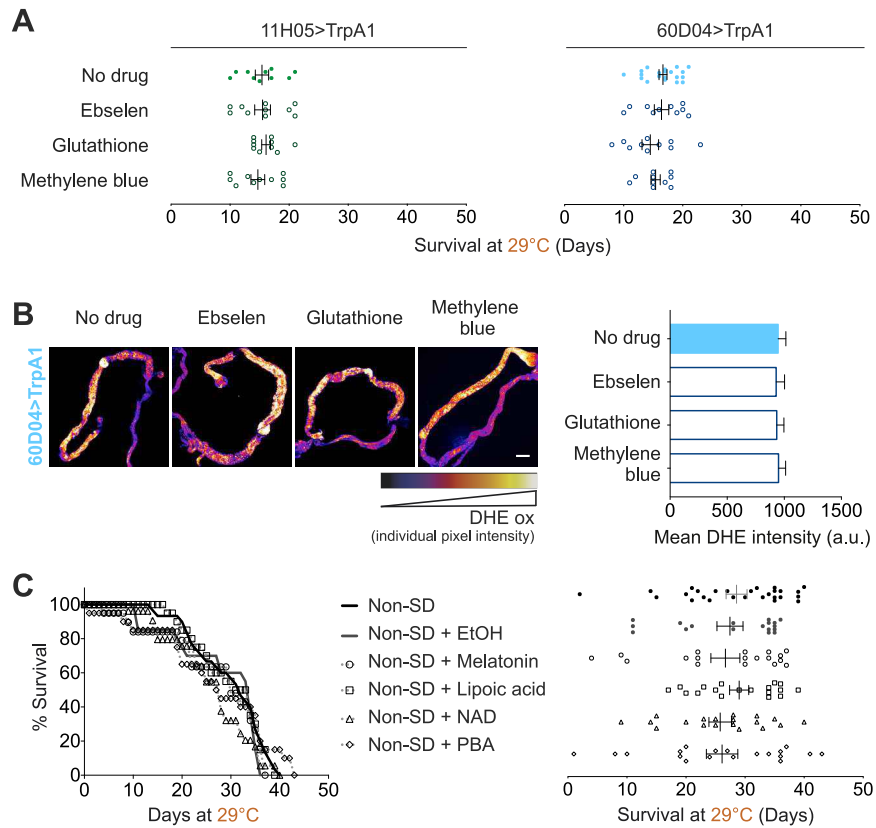 A
11H05>TrpA1
60D04>TrpA1
No drug
Ebselen
Glutathione
Methylene blue
0 10 20 30 40 50
0 10 20 30 40 50
Survival at 29°C (Days)
B
60D04>TrpA1
No drug
Ebselen
Glutathione
Methylene
blue
DHE ox
(individual pixel intensity)
No drug
Ebselen
Glutathione
Methylene
blue
0 500 1000 1500
Mean DHE intensity (a.u.)
C
% Survival
100
80
60
40
20
0
0 10 20 30 40 50
Days at 29°C
Non-SD
Non-SD + EtOH
Non-SD + Melatonin
Non-SD + Lipoic acid
Non-SD + NAD
Non-SD + PBA
0 10 20 30 40 50
Survival at 29°C (Days)